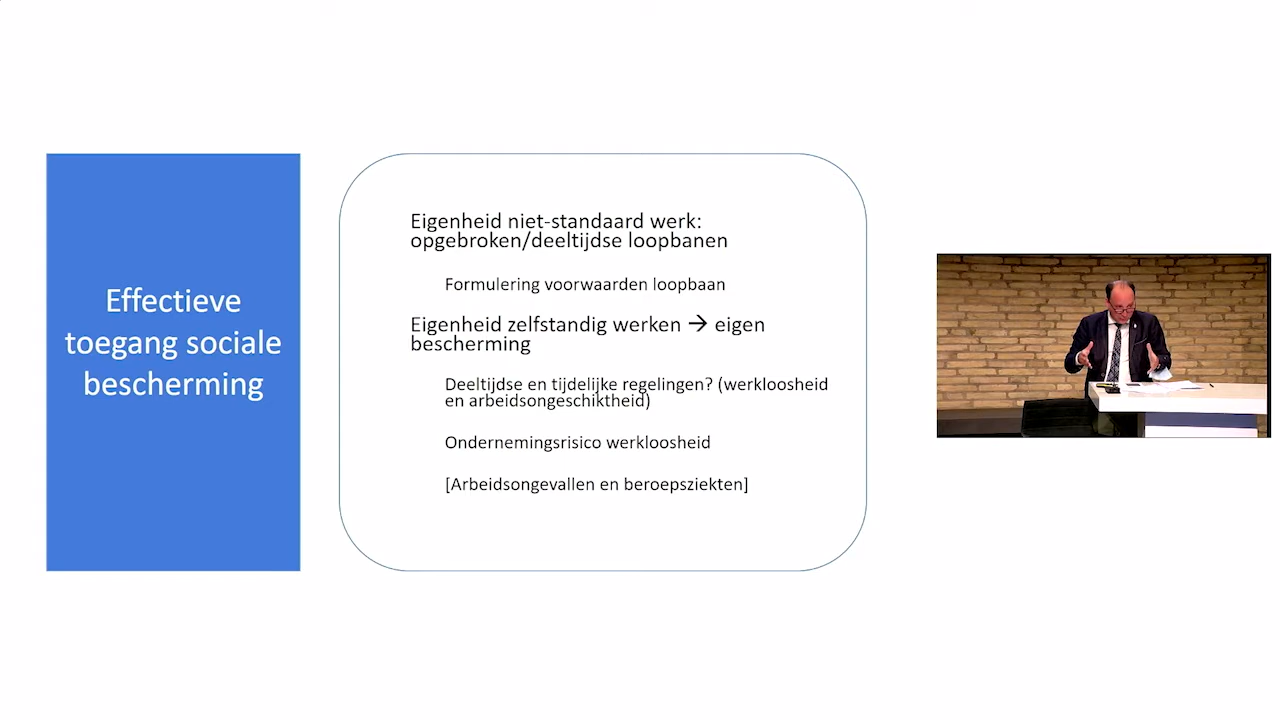 Effectieve
toegang sociale
bescherming
Eigenheid niet-standaard werk:
opgebroken/deeltijdse loopbanen
Formulering voorwaarden loopbaan
Eigenheid zelfstandig werken → eigen
bescherming
Deeltijdse en tijdelijke regelingen? (werkloosheid
en arbeidsongeschiktheid)
Ondernemingsrisico werkloosheid
[Arbeidsongevallen en beroepsziekten]